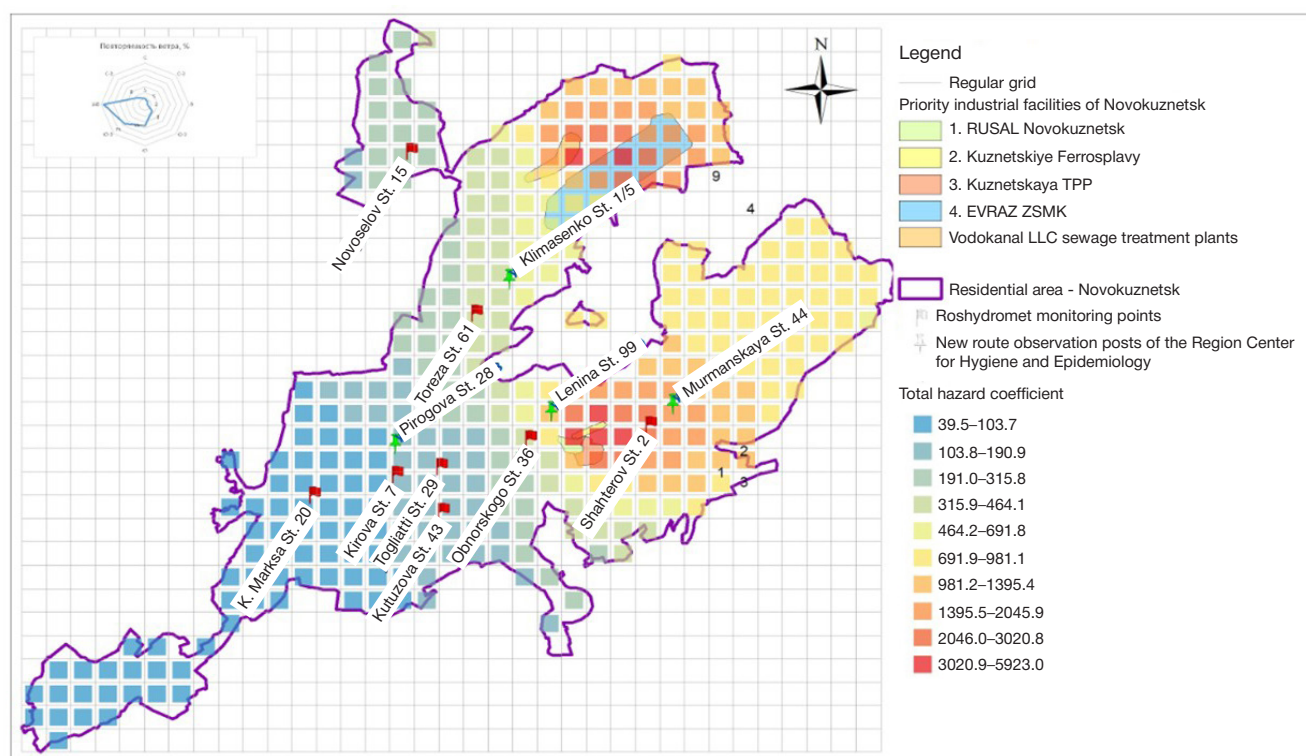 Повторяемость ветра, %
N
Novoselov St. 15
Klimasenko St. 1/5
9
4
Toreza St. 61
Pirogova St. 28
Lenina St. 99
Murmanskaya St. 44
K. Marksa St. 20
Kirova St. 7
Togliatti St. 29
Kutuzova St. 43
Obnorskogo St. 36
Shahterov St. 2
2
1
3
Legend
Regular grid
Priority industrial facilities of Novokuznetsk
1. RUSAL Novokuznetsk
2. Kuznetskiye Ferrosplavy
3. Kuznetskaya TPP
4. EVRAZ ZSMK
Vodokanal LLC sewage treatment plants
Residential area - Novokuznetsk
Roshydromet monitoring points
New route observation posts of the Region Center
for Hygiene and Epidemiology
Total hazard coefficient
39.5–103.7
103.8–190.9
191.0–315.8
315.9–464.1
464.2–691.8
691.9–981.1
981.2–1395.4
1395.5–2045.9
2046.0–3020.8
3020.9–5923.0